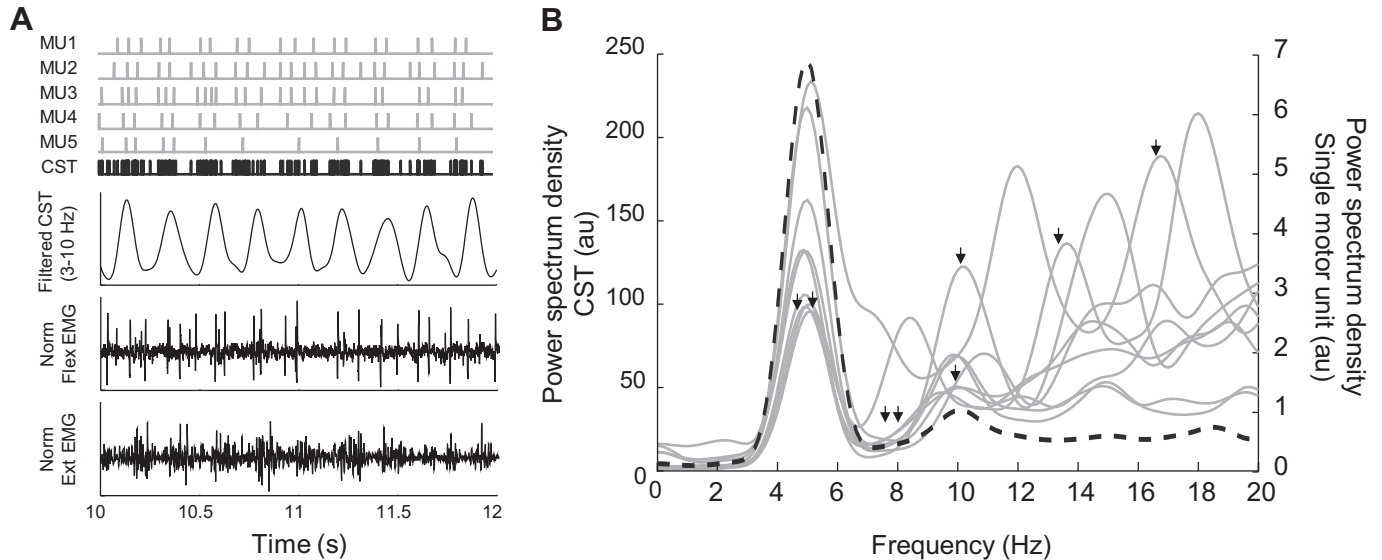 A
MU1
MU2
MU3
MU4
MU5
CST
Filtered CST
(3-10 Hz)
Norm
Flex EMG
Norm
Ext EMG
10
10.5
11
11.5
12
Time (s)
B
250
200
150
100
50
0
Power spectrum density
CST (au)
7
6
5
4
3
2
1
0
Power spectrum density
Single motor unit (au)
0
2
4
6
8
10
12
14
16
18
20
Frequency (Hz)